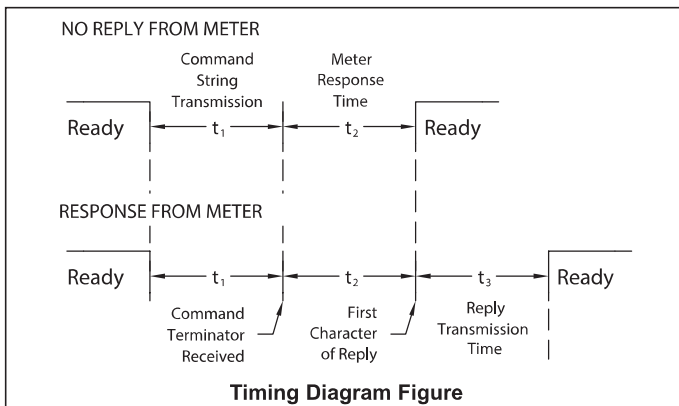 NO REPLY FROM METER
Command
String
Transmission
Meter
Response
Time
Ready
t₁
t₂
Ready
RESPONSE FROM METER
Ready
t₁
t₂
t₃
Ready
Command
Terminator
Received
First
Character
of Reply
Reply
Transmission
Time
Timing Diagram Figure